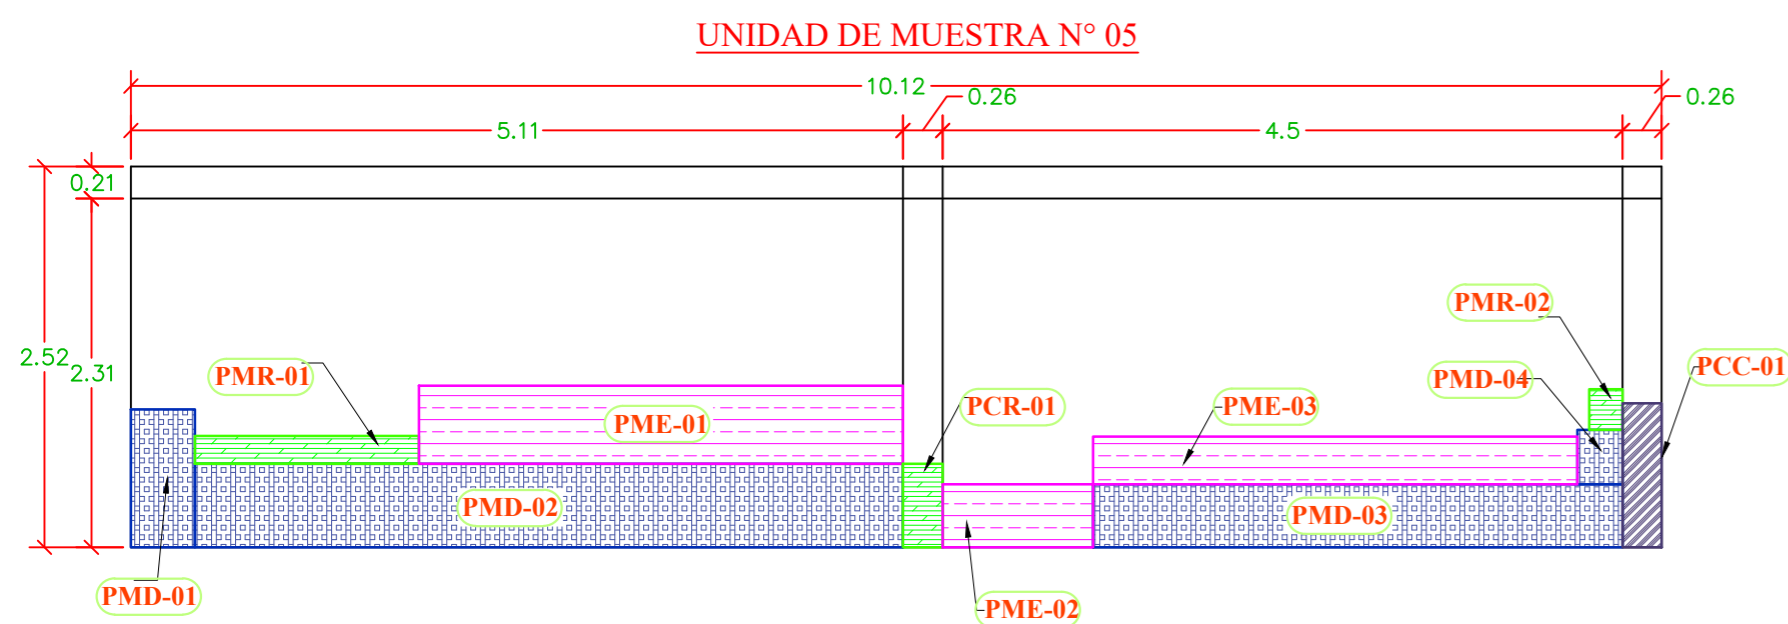 UNIDAD DE MUESTRA N° 05
10.12
0.26
0.26
5.11
4.5
0.21
2.52
2.31
PMR-02
PMR-01
PMD-04
PCC-01
PME-01
PCR-01
PME-03
PMD-02
PMD-03
PMD-01
PME-02